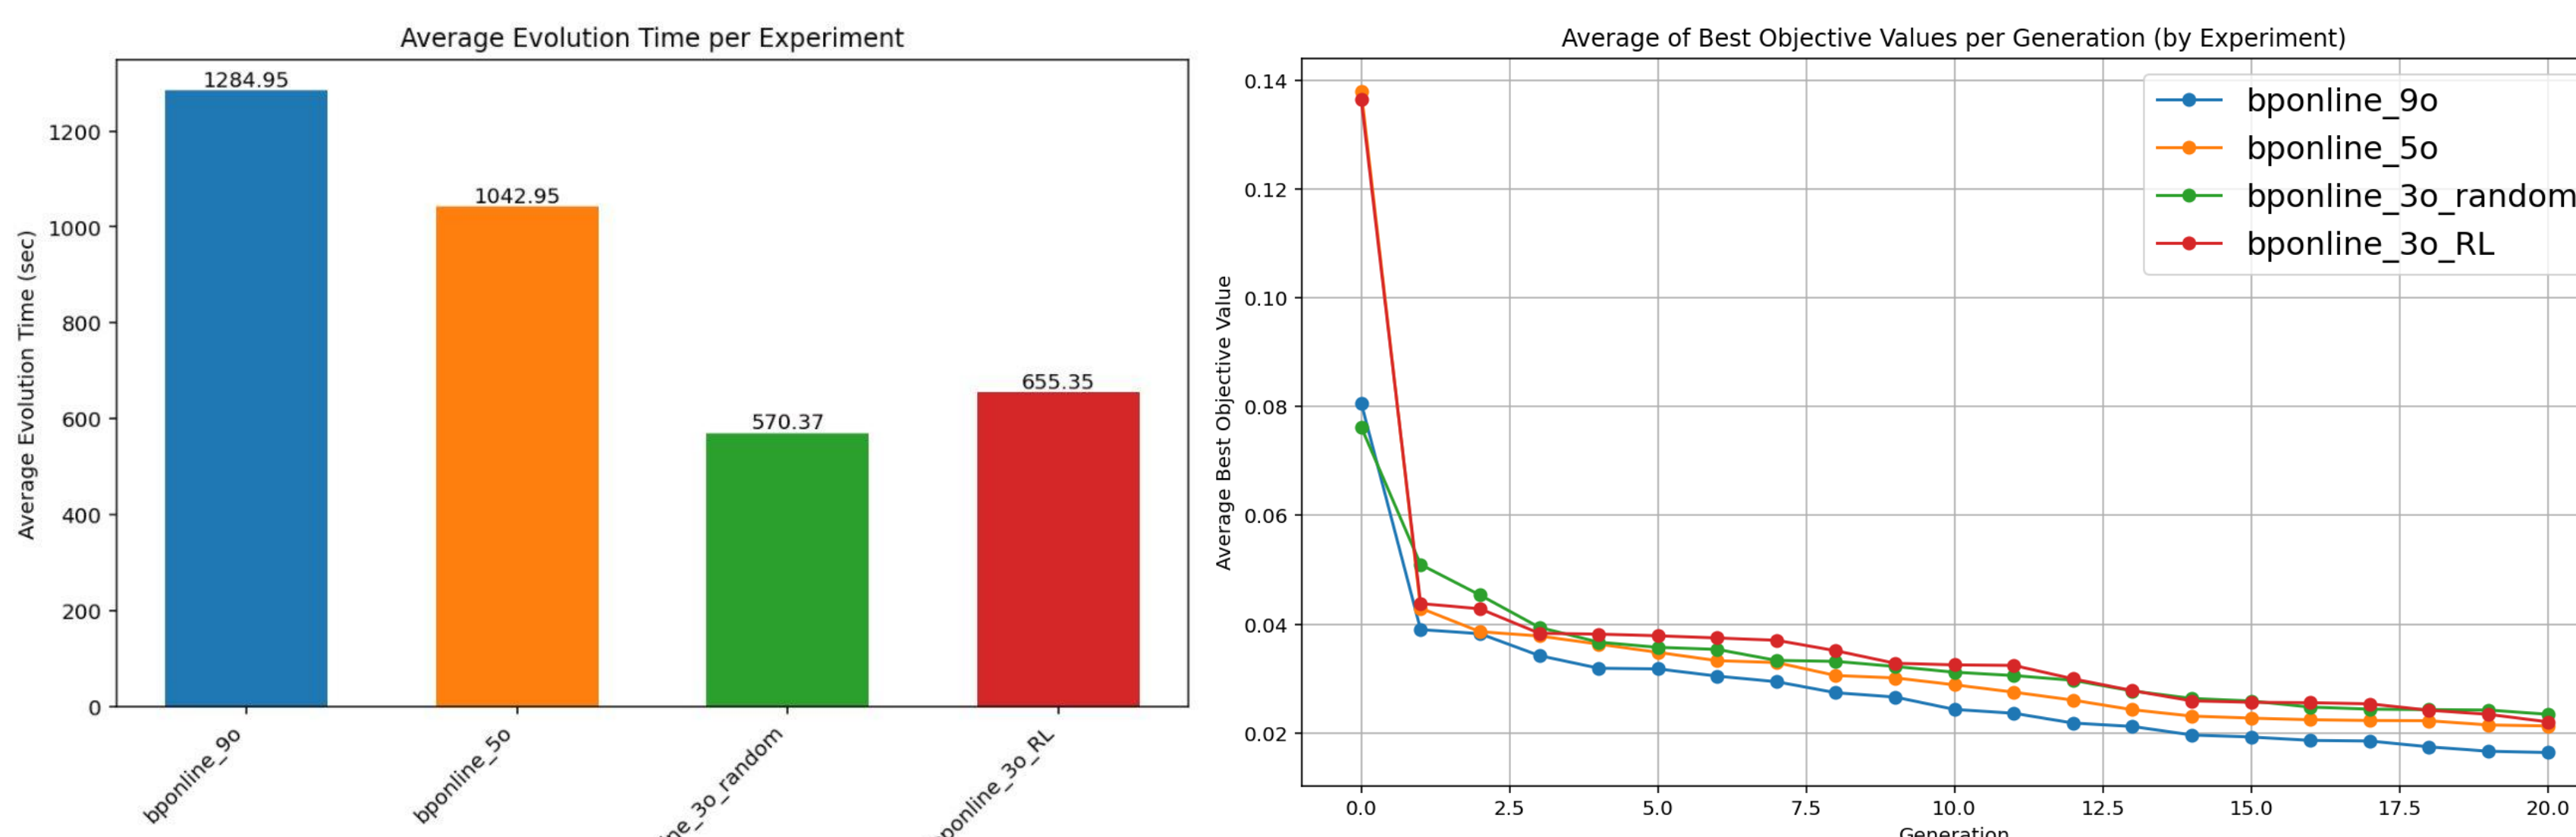 Average Evolution Time per Experiment
1284.95
1042.95
570.37
655.35
Average Evolution Time (sec)
1200
1000
800
600
400
200
0
bponline_9o
bponline_5o
ne_3o_random
ponline_3o_RL
Average of Best Objective Values per Generation (by Experiment)
bponline_9o
bponline_5o
bponline_3o_random
bponline_3o_RL
Average Best Objective Value
0.14
0.12
0.10
0.08
0.06
0.04
0.02
0.0 2.5 5.0 7.5 10.0 12.5 15.0 17.5 20.0
Generation